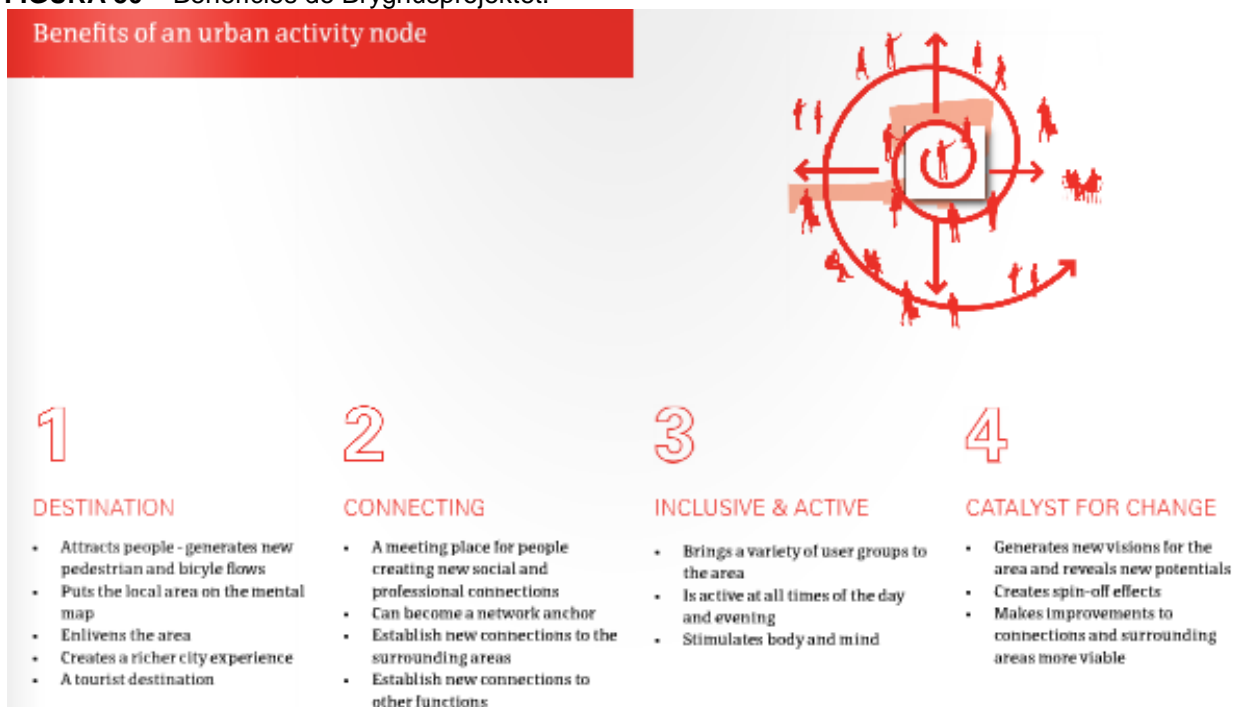 FIGURA – Benefícios do Bryghusprojektet.
Benefits of an urban activity node
1
DESTINATION
• Attracts people - generates new
pedestrian and bicyle flows
• Puts the local area on the mental
map
• Enlivens the area
• Creates a richer city experience
• A tourist destination
2
CONNECTING
• A meeting place for people
creating new social and
professional connections
• Can become a network anchor
• Establish new connections to the
surrounding areas
• Establish new connections to
other functions
3
INCLUSIVE & ACTIVE
• Brings a variety of user groups to
the area
• Is active at all times of the day
and evening
• Stimulates body and mind
4
CATALYST FOR CHANGE
• Generates new visions for the
area and reveals new potentials
• Creates spin-off effects
• Makes improvements to
connections and surrounding
areas more viable